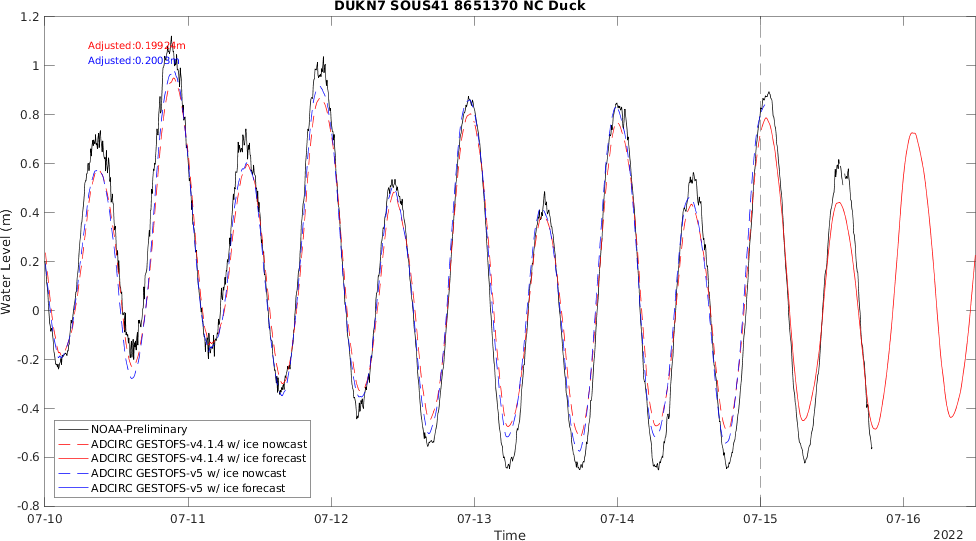 DUKN7 SOUS41 8651370 NC Duck
Adjusted:0.19924m
Adjusted:0.2008m
Water Level (m)
1.2
1
0.8
0.6
0.4
0.2
0
-0.2
-0.4
-0.6
-0.8
NOAA-Preliminary
ADCIRC GESTOFS-v4.1.4 w/ ice nowcast
ADCIRC GESTOFS-v4.1.4 w/ ice forecast
ADCIRC GESTOFS-v5 w/ ice nowcast
ADCIRC GESTOFS-v5 w/ ice forecast
07-10 07-11 07-12 07-13 07-14 07-15 07-16
Time
2022